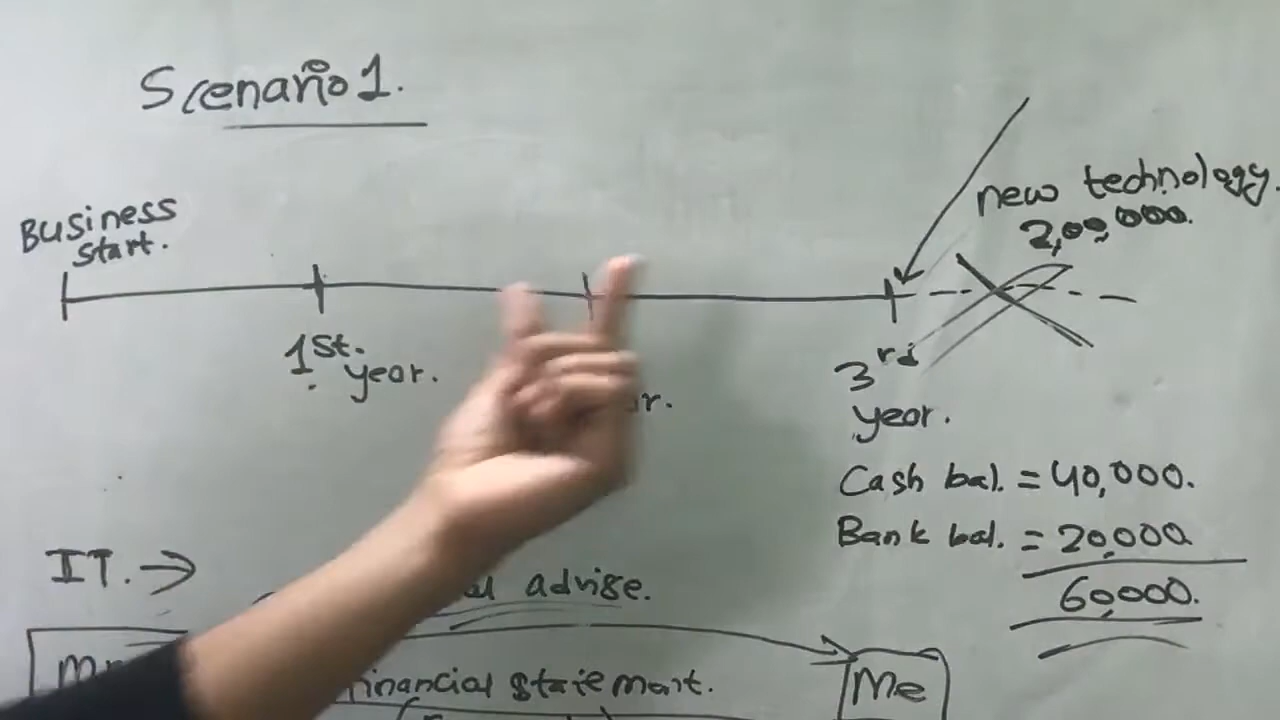 Scenario 1.
Business
start.
new technology.
2,00,000.
1st.
year.
3rd
year.
Cash bal. = 40,000.
Bank bal. = 20,000
60,000.
IT. →
advise.
financial statement.
Me